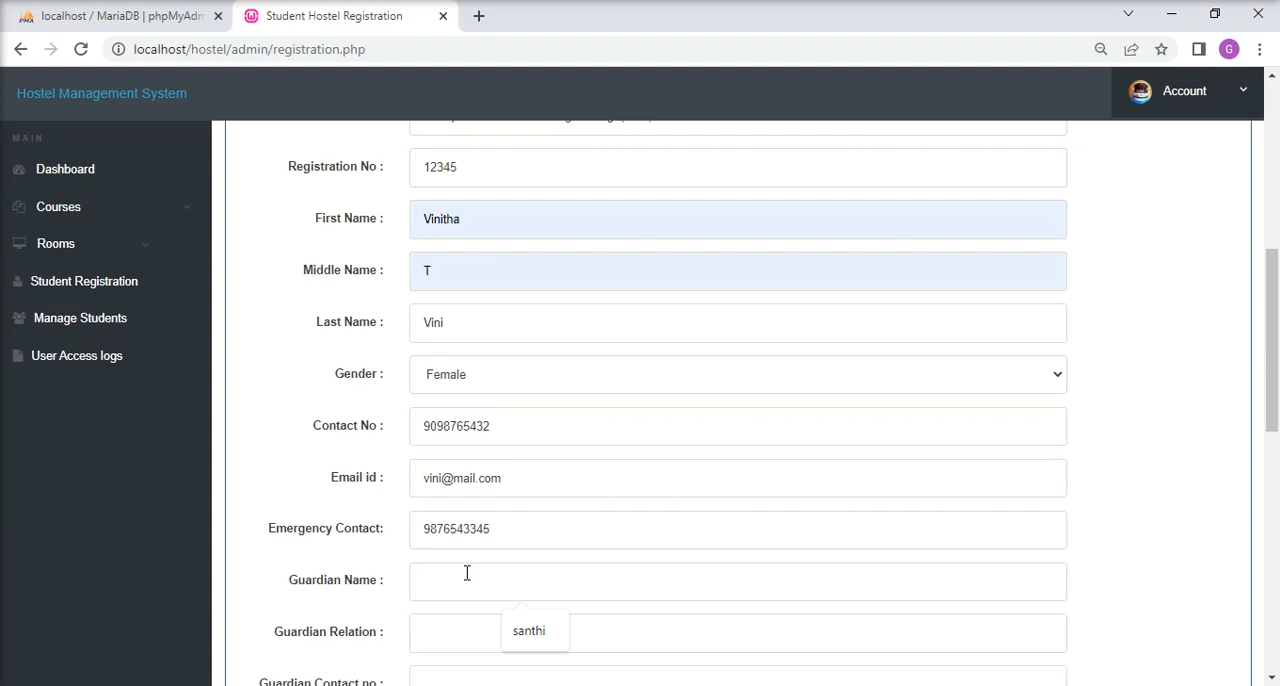 localhost / MariaDB | phpMyAdm
Student Hostel Registration
localhost/hostel/admin/registration.php
G
Hostel Management System
Account
MAIN
Dashboard
Courses
Rooms
Student Registration
Manage Students
User Access logs
Registration No : 12345
First Name : Vinitha
Middle Name : T
Last Name : Vini
Gender : Female
Contact No : 9098765432
Email id : vini@mail.com
Emergency Contact: 9876543345
Guardian Name :
Guardian Relation :
santhi
Guardian Contact no :